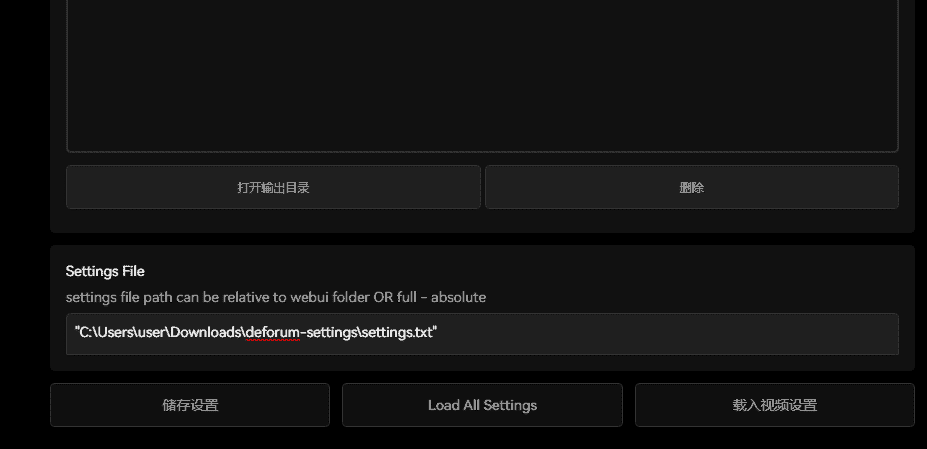 打开输出目录
删除
Settings File
settings file path can be relative to webui folder OR full - absolute
"C:\Users\user\Downloads\deforum-settings\settings.txt"
储存设置
Load All Settings
载入视频设置